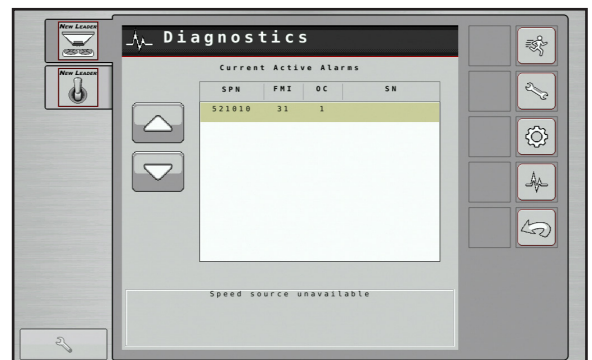 NEW LEADER
Diagnostics
NEW LEADER
Current Active Alarms
SPN FMI OC SN
521010 31 1
Speed source unavailable